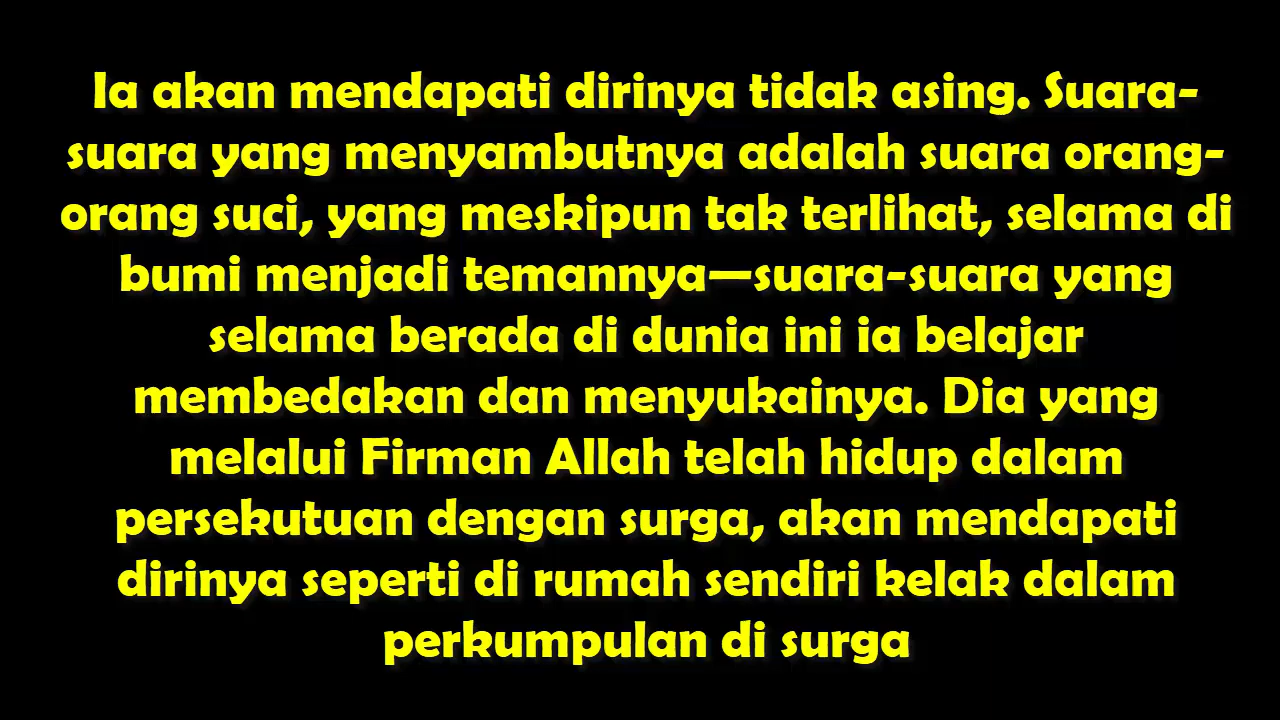 Ia akan mendapati dirinya tidak asing. Suara-
suara yang menyambutnya adalah suara orang-
orang suci, yang meskipun tak terlihat, selama di
bumi menjadi temannya—suara-suara yang
selama berada di dunia ini ia belajar
membedakan dan menyukainya. Dia yang
melalui Firman Allah telah hidup dalam
persekutuan dengan surga, akan mendapati
dirinya seperti di rumah sendiri kelak dalam
perkumpulan di surga